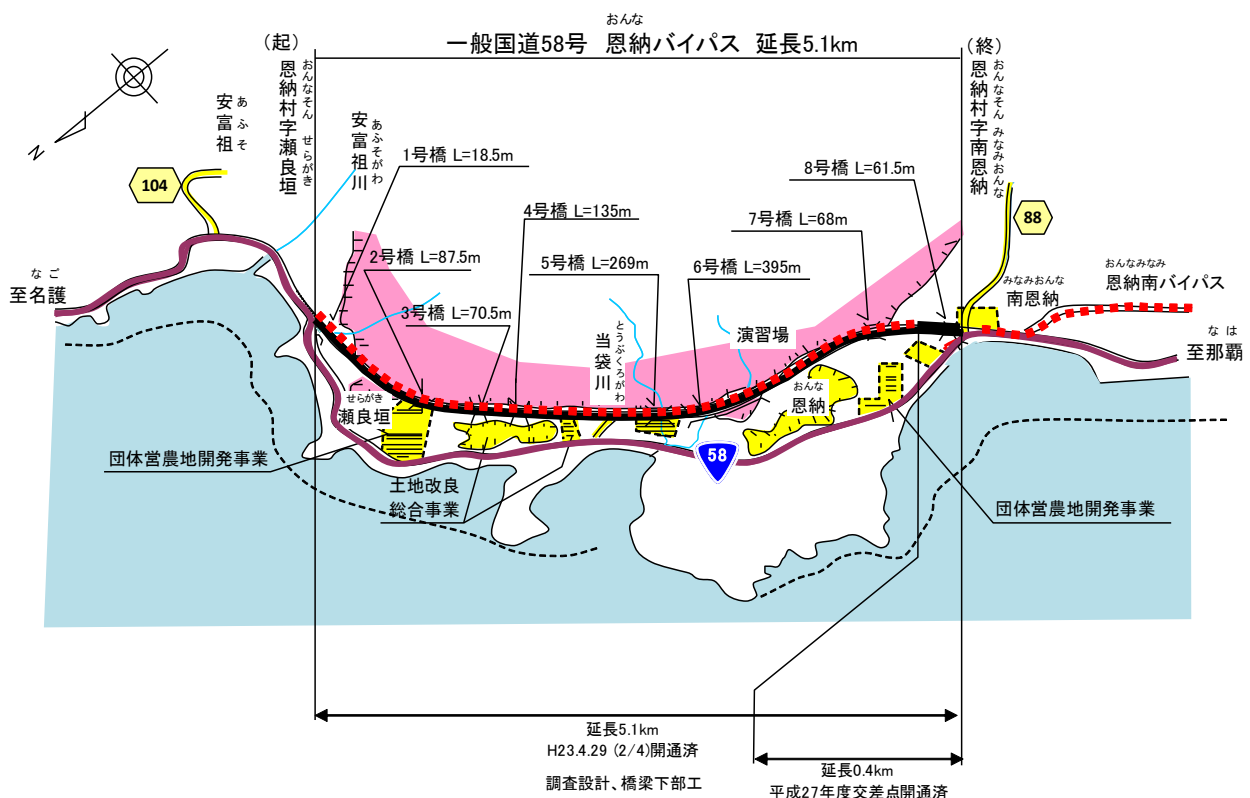 おんな
一般国道58号 恩納バイパス 延長5.1km
(起)
恩納村字瀬良垣
おんなそん せらがき
(終)
恩納村字南恩納
おんなそん みなみおんな
N
安富祖
あふそ
安富祖川
あふそがわ
104
1号橋 L=18.5m
2号橋 L=87.5m
3号橋 L=70.5m
4号橋 L=135m
5号橋 L=269m
6号橋 L=395m
7号橋 L=68m
8号橋 L=61.5m
88
なご
至名護
みなみおんな
南恩納
おんなみなみ
恩納南バイパス
なは
至那覇
当袋川
とうぶくろがわ
演習場
せらがき
瀬良垣
おんな
恩納
58
団体営農地開発事業
土地改良
総合事業
団体営農地開発事業
延長5.1km
H23.4.29 (2/4)開通済
調査設計、橋梁下部工
延長0.4km
平成27年度交差点開通済